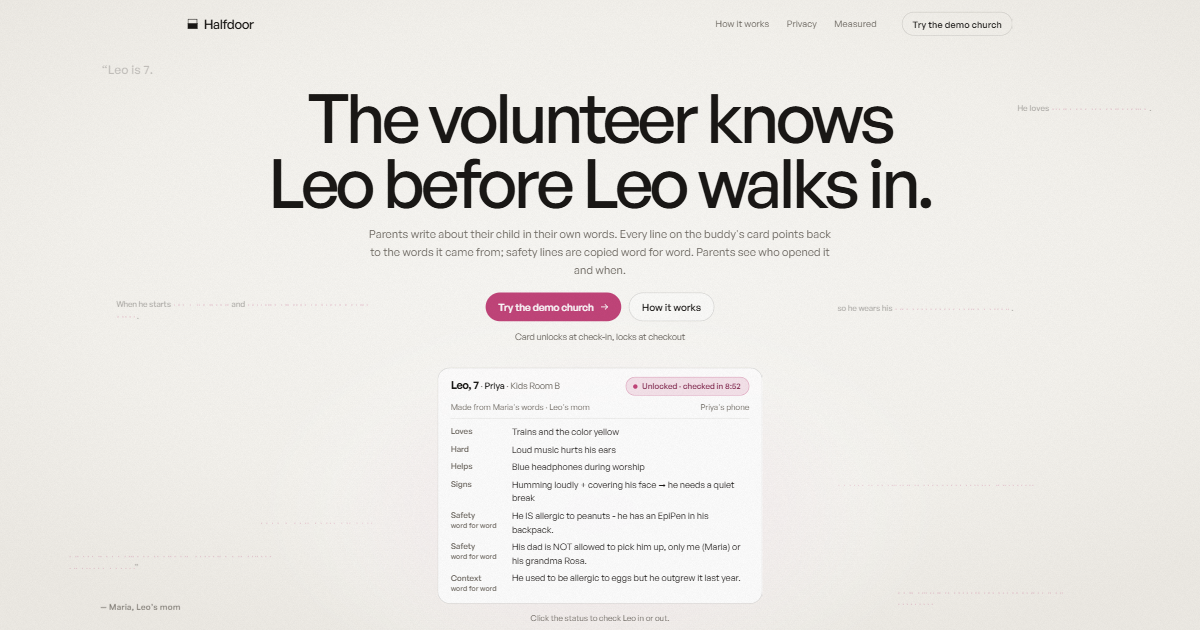 Halfdoor
How it works
Privacy
Measured
Try the demo church
"Leo is 7.
The volunteer knows
Leo before Leo walks in.
He loves
Parents write about their child in their own words. Every line on the buddy's card points back
to the words it came from; safety lines are copied word for word. Parents see who opened it
and when.
When he starts
and
so he wears his
Try the demo church →
How it works
Card unlocks at check-in, locks at checkout
Leo, 7 · Priya · Kids Room B
Unlocked · checked in 8:52
Made from Maria's words · Leo's mom
Priya's phone
Loves
Trains and the color yellow
Hard
Loud music hurts his ears
Helps
Blue headphones during worship
Signs
Humming loudly + covering his face → he needs a quiet
break
Safety
word for word
He IS allergic to peanuts - he has an EpiPen in his
backpack.
Safety
word for word
His dad is NOT allowed to pick him up, only me (Maria) or
his grandma Rosa.
Context
word for word
He used to be allergic to eggs but he outgrew it last year.
— Maria, Leo's mom
Click the status to check Leo in or out.